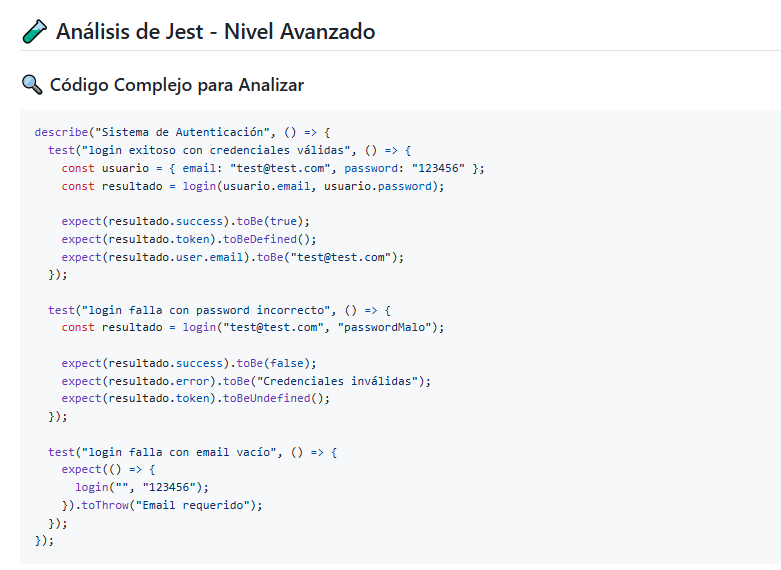 Análisis de Jest - Nivel Avanzado
Código Complejo para Analizar
describe("Sistema de Autenticación", () => {
  test("login exitoso con credenciales válidas", () => {
    const usuario = { email: "test@test.com", password: "123456" };
    const resultado = login(usuario.email, usuario.password);

    expect(resultado.success).toBe(true);
    expect(resultado.token).toBeDefined();
    expect(resultado.user.email).toBe("test@test.com");
  });

  test("login falla con password incorrecto", () => {
    const resultado = login("test@test.com", "passwordMalo");

    expect(resultado.success).toBe(false);
    expect(resultado.error).toBe("Credenciales inválidas");
    expect(resultado.token).toBeUndefined();
  });

  test("login falla con email vacío", () => {
    expect(() => {
      login("", "123456");
    }).toThrow("Email requerido");
  });
});